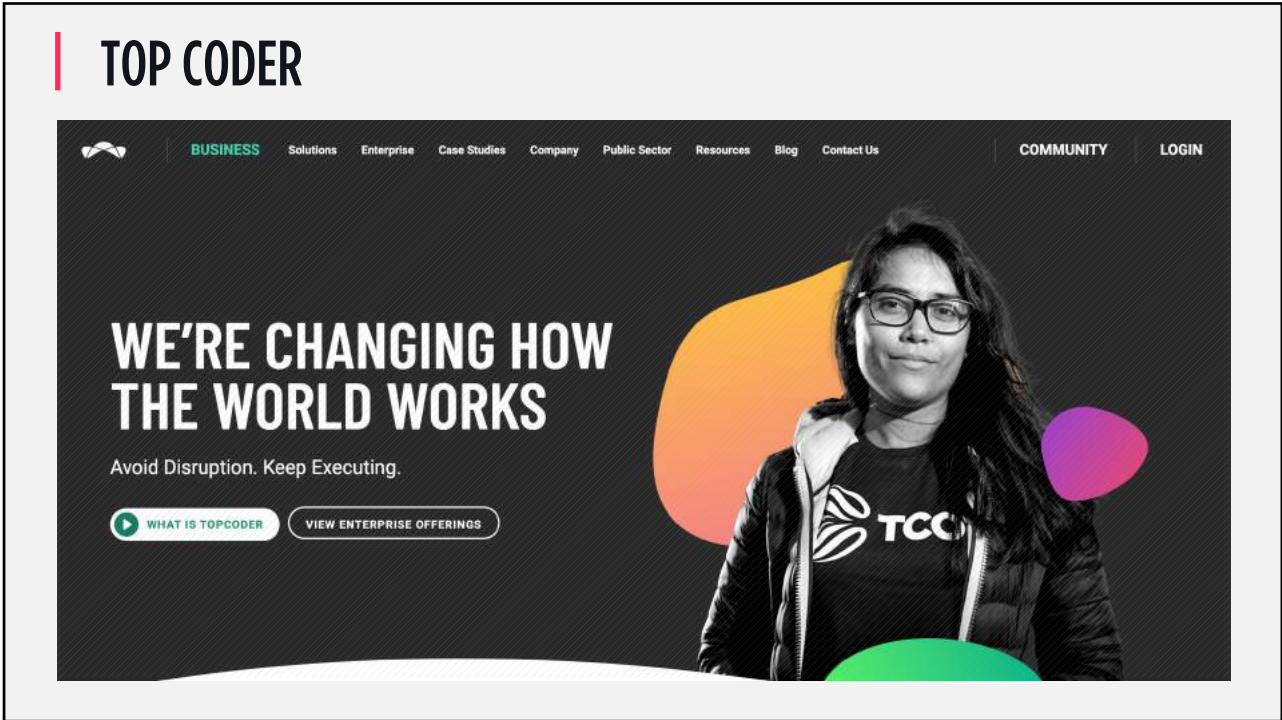 TOP CODER
BUSINESS Solutions Enterprise Case Studies Company Public Sector Resources Blog Contact Us COMMUNITY LOGIN
WE'RE CHANGING HOW
THE WORLD WORKS
Avoid Disruption. Keep Executing.
WHAT IS TOPCODER VIEW ENTERPRISE OFFERINGS
TCO